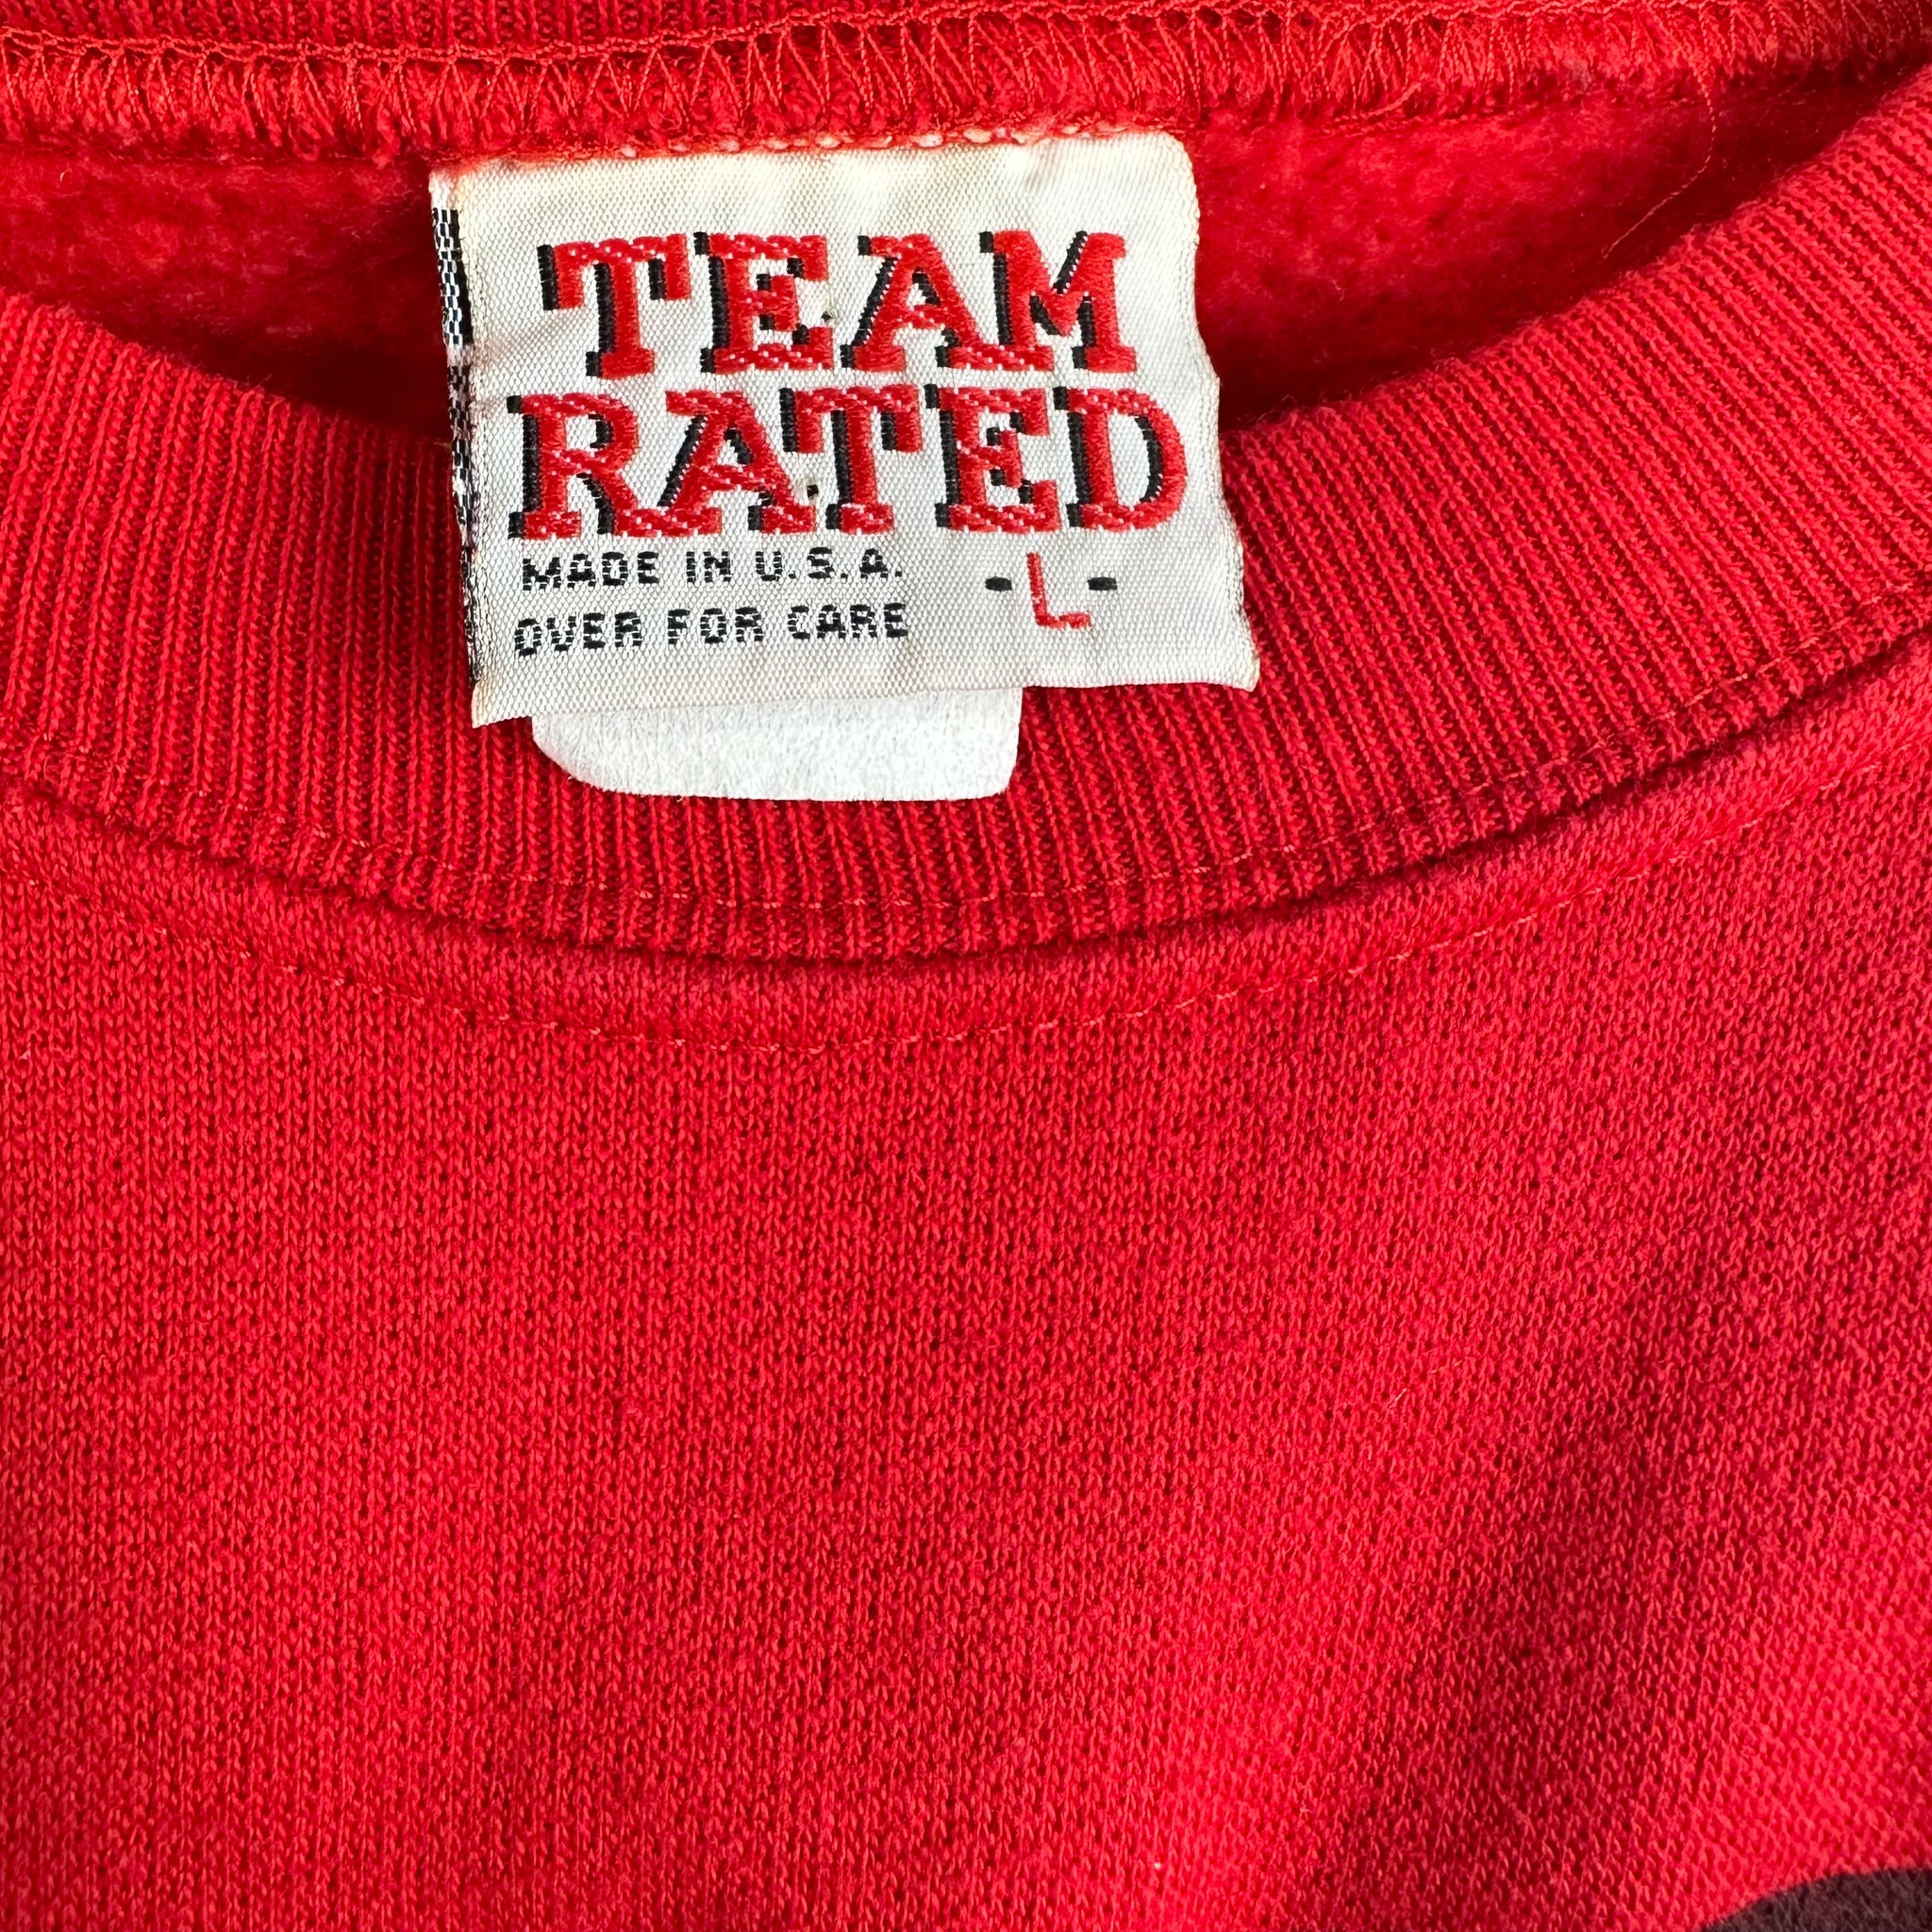 TEAM
RATED
MADE IN U.S.A.
OVER FOR CARE
-L-